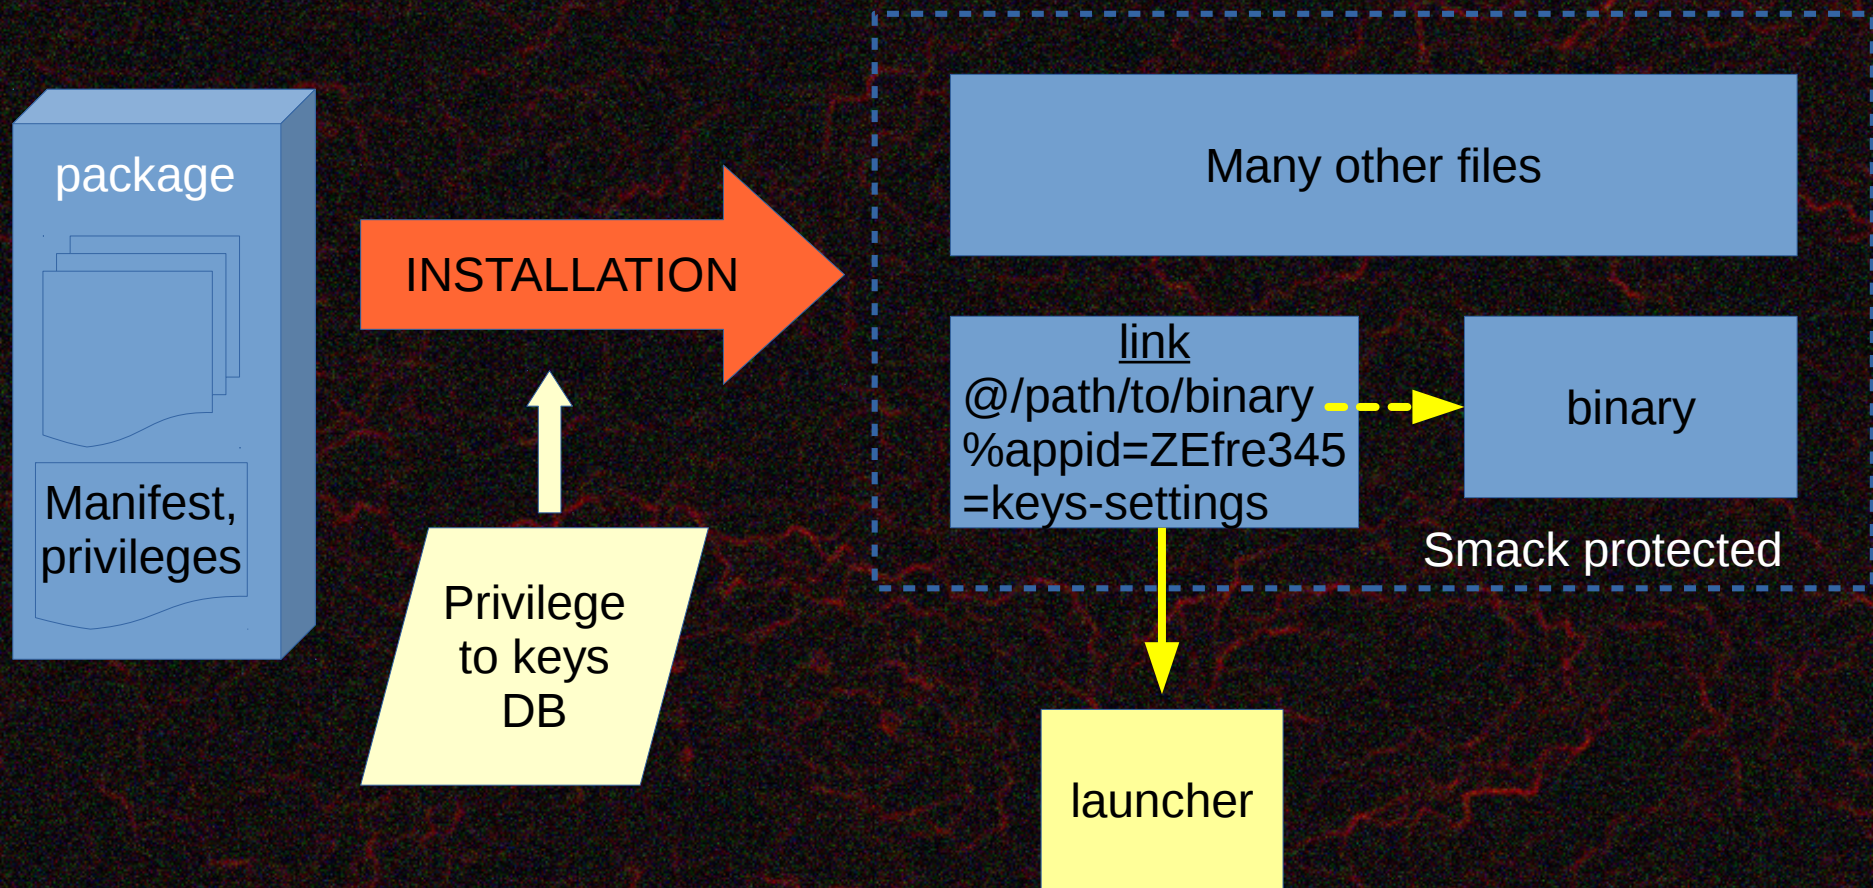 package
Manifest,
privileges
INSTALLATION
Privilege
to keys
DB
Many other files
link
@/path/to/binary
%appid=ZEfre345
=keys-settings
binary
Smack protected
launcher